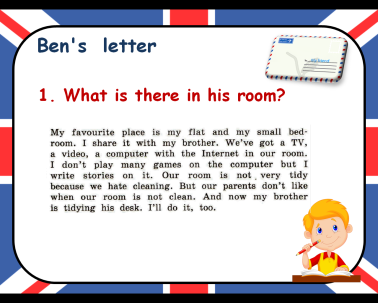 Ben's letter
1. What is there in his room?
My favourite place is my flat and my small bed-
room. I share it with my brother. We've got a TV,
a video, a computer with the Internet in our room.
I don't play many games on the computer but I
write stories on it. Our room is not very tidy
because we hate cleaning. But our parents don't like
when our room is not clean. And now my brother
is tidying his desk. I'll do it, too.